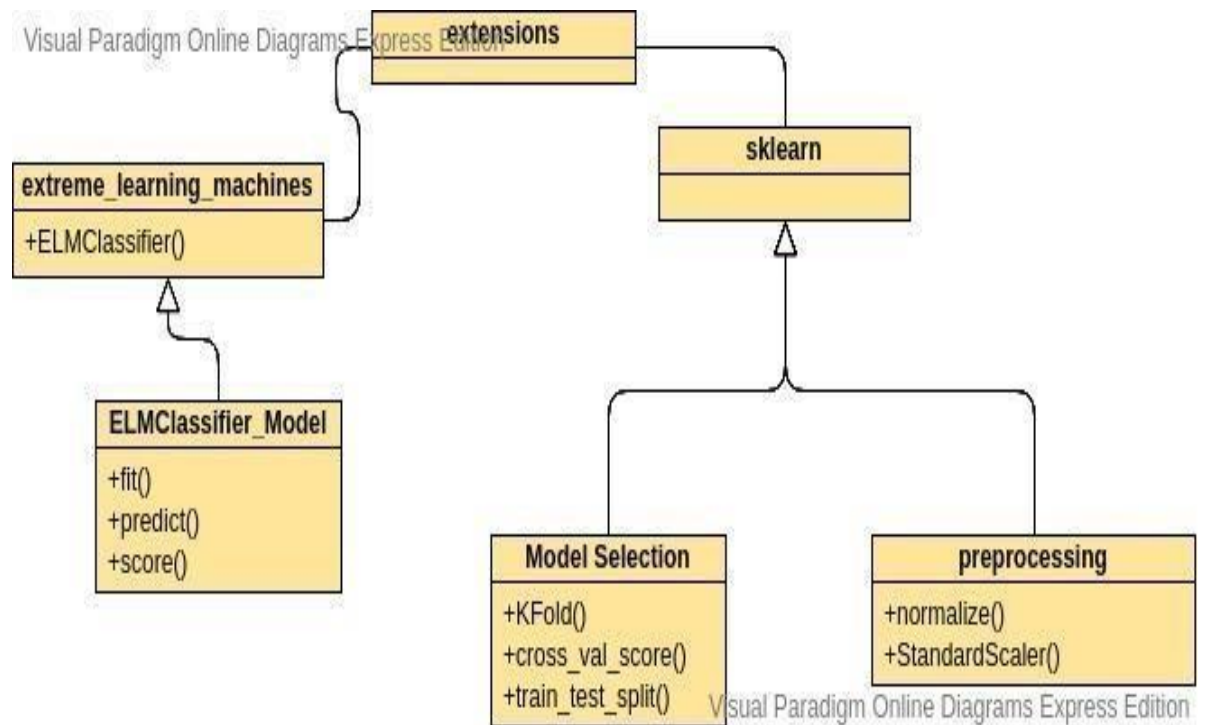 Visual Paradigm Online Diagrams Express Edition
extensions
sklearn
extreme_learning_machines
+ELMClassifier()
ELMClassifier_Model
+fit()
+predict()
+score()
Model Selection
+KFold()
+cross_val_score()
+train_test_split()
preprocessing
+normalize()
+StandardScaler()
Visual Paradigm Online Diagrams Express Edition